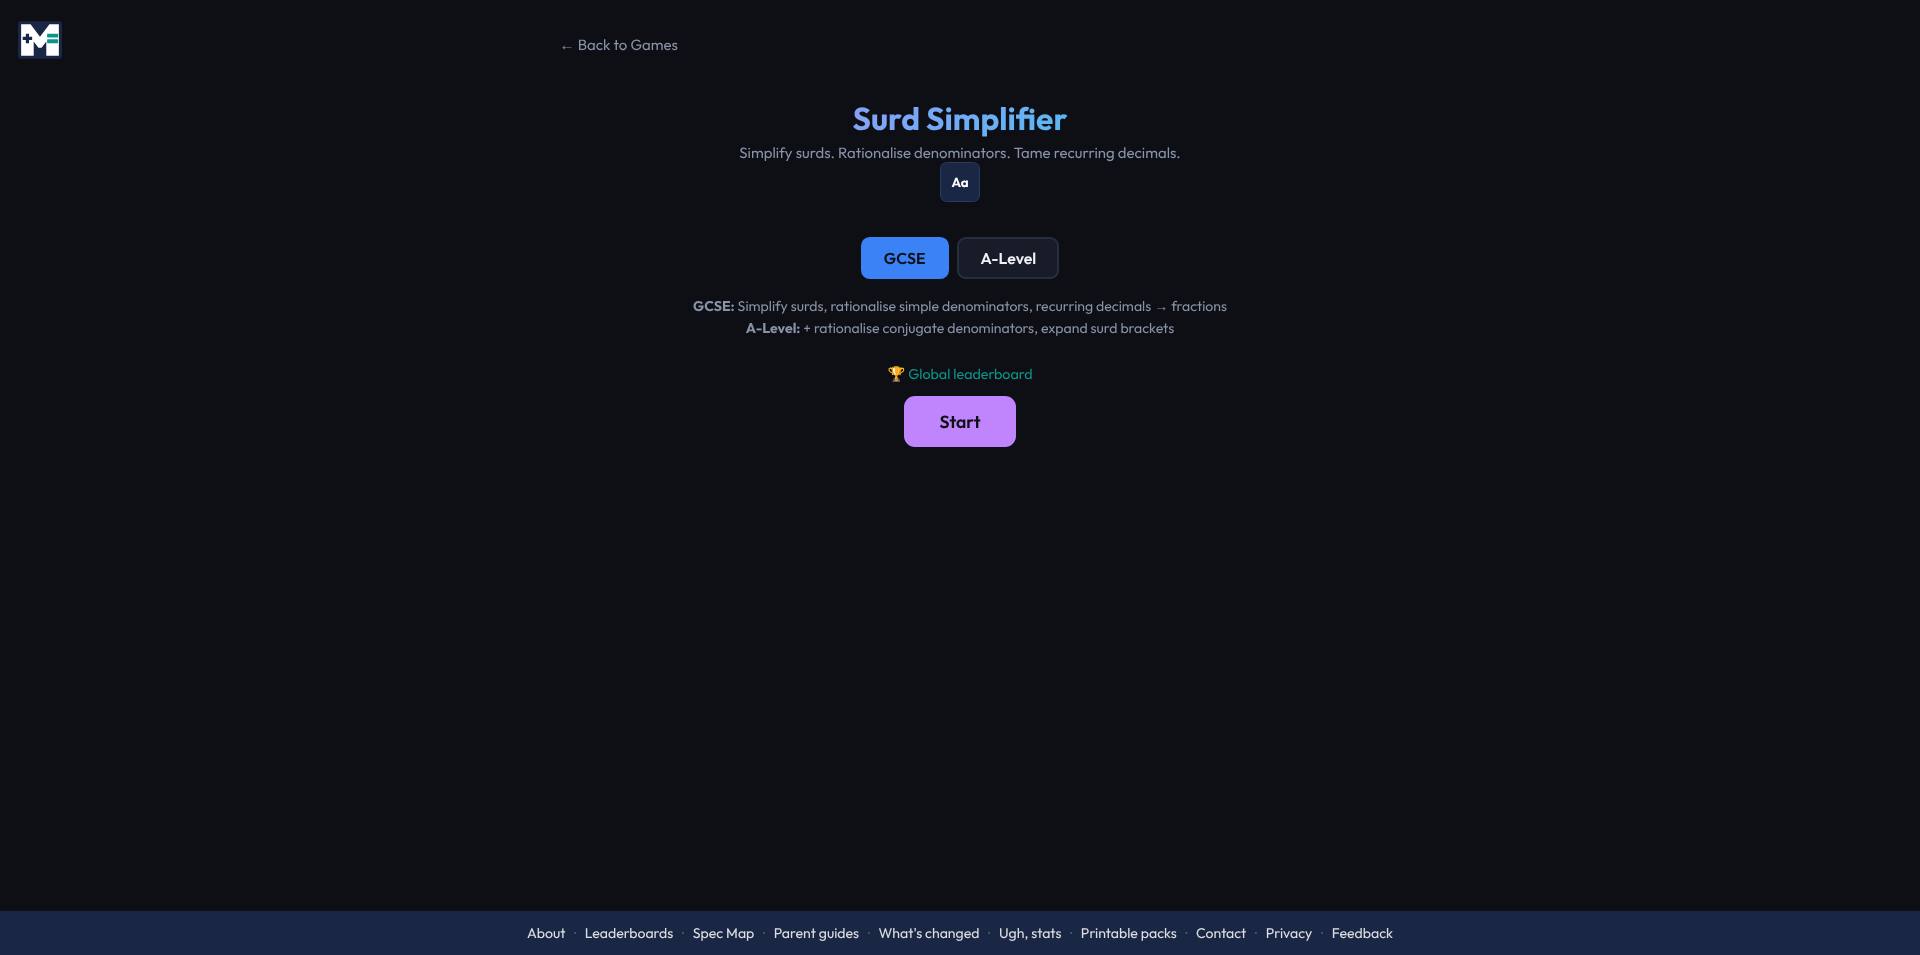 ← Back to Games
Surd Simplifier
Simplify surds. Rationalise denominators. Tame recurring decimals.
Aa
GCSE A-Level
GCSE: Simplify surds, rationalise simple denominators, recurring decimals → fractions
A-Level: + rationalise conjugate denominators, expand surd brackets
🏆 Global leaderboard
Start
About · Leaderboards · Spec Map · Parent guides · What's changed · Ugh, stats · Printable packs · Contact · Privacy · Feedback